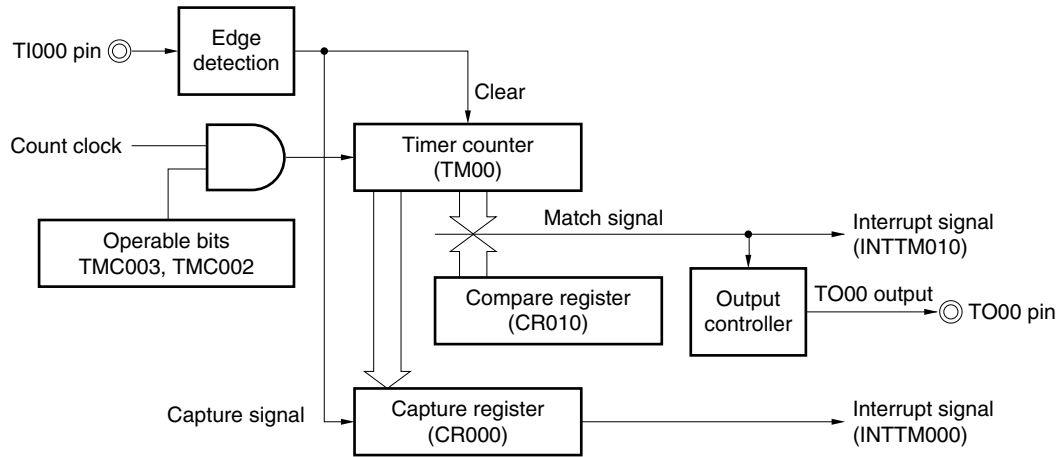 TI000 pin
Edge
detection
Clear
Count clock
Timer counter
(TM00)
Operable bits
TMC003, TMC002
Match signal
Interrupt signal
(INTTM010)
Compare register
(CR010)
Output
controller
TO00 output
TO00 pin
Capture signal
Capture register
(CR000)
Interrupt signal
(INTTM000)